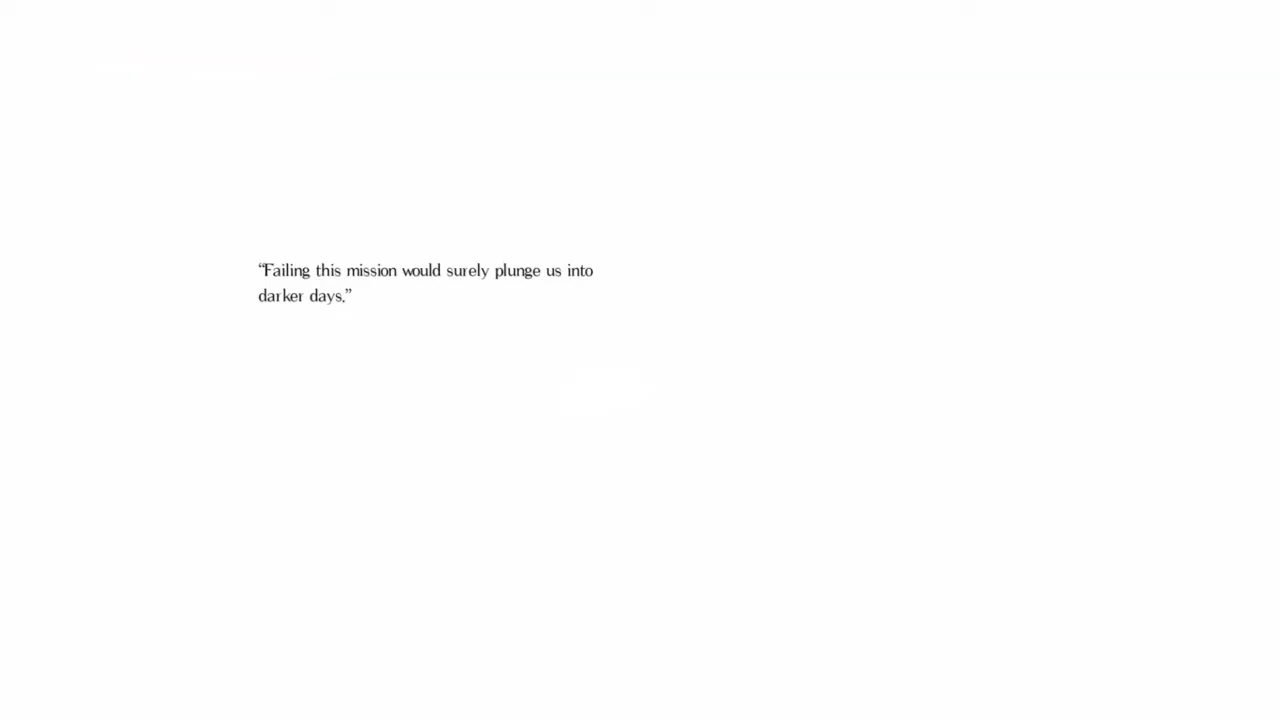 “Failing this mission would surely plunge us into
darker days.”